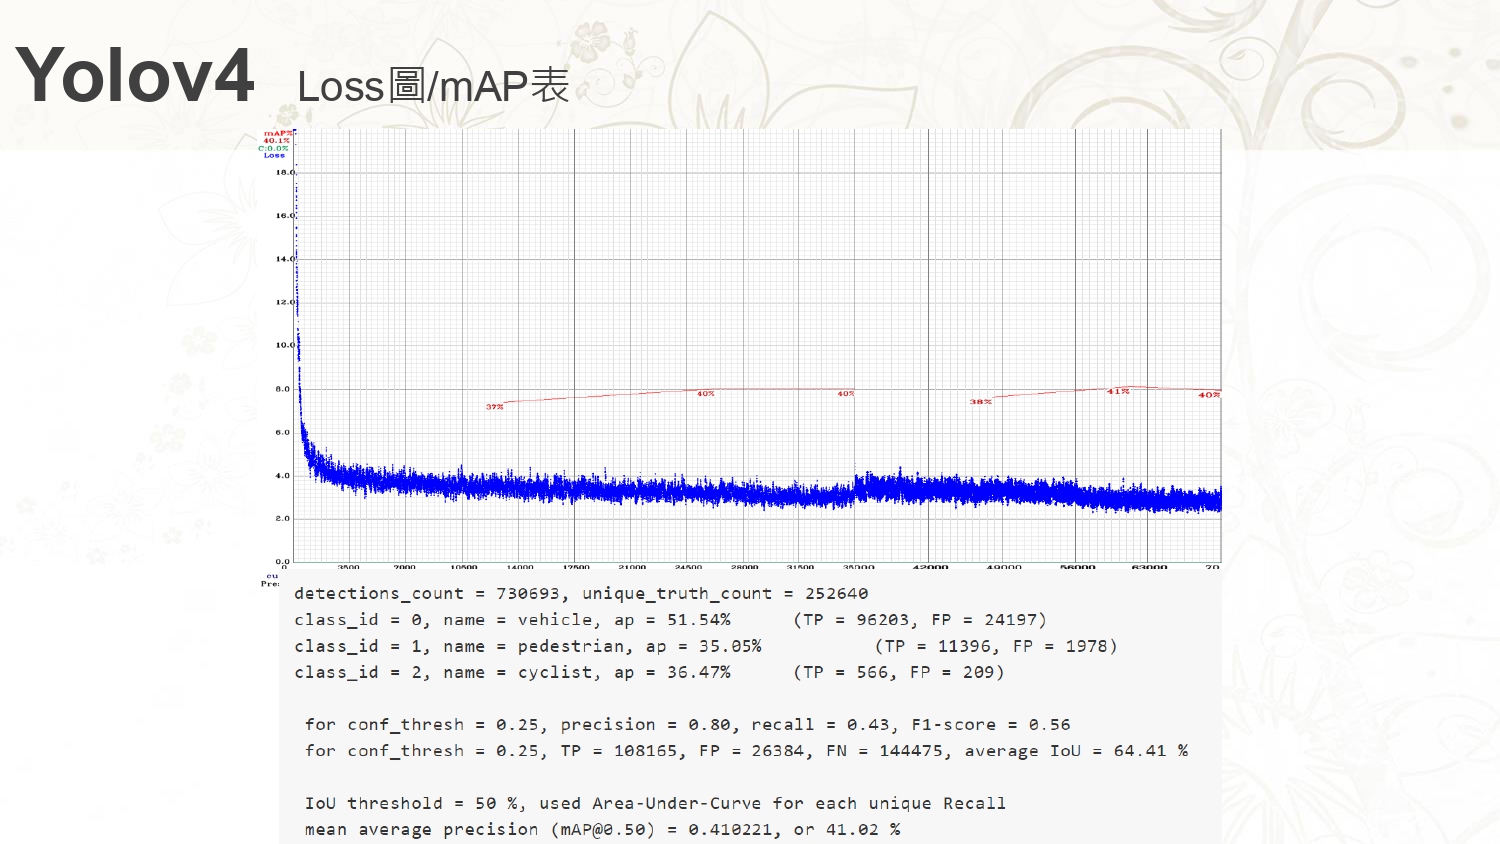 Yolov4 Loss圖/mAP表
mAP%
40.1%
C:0.0%
Loss
18.0
16.0
14.0
12.0
10.0
8.0
6.0
4.0
2.0
0.0
37% 40% 40% 38% 41% 40%
0 3500 7000 10500 14000 17500 21000 24500 28000 31500 35000 42000 49000 56000 63000 70
cu
Pre:
detections_count = 730693, unique_truth_count = 252640
class_id = 0, name = vehicle, ap = 51.54% (TP = 96203, FP = 24197)
class_id = 1, name = pedestrian, ap = 35.05% (TP = 11396, FP = 1978)
class_id = 2, name = cyclist, ap = 36.47% (TP = 566, FP = 209)
for conf_thresh = 0.25, precision = 0.80, recall = 0.43, F1-score = 0.56
for conf_thresh = 0.25, TP = 108165, FP = 26384, FN = 144475, average IoU = 64.41 %
IoU threshold = 50 %, used Area-Under-Curve for each unique Recall
mean average precision (mAP@0.50) = 0.410221, or 41.02 %